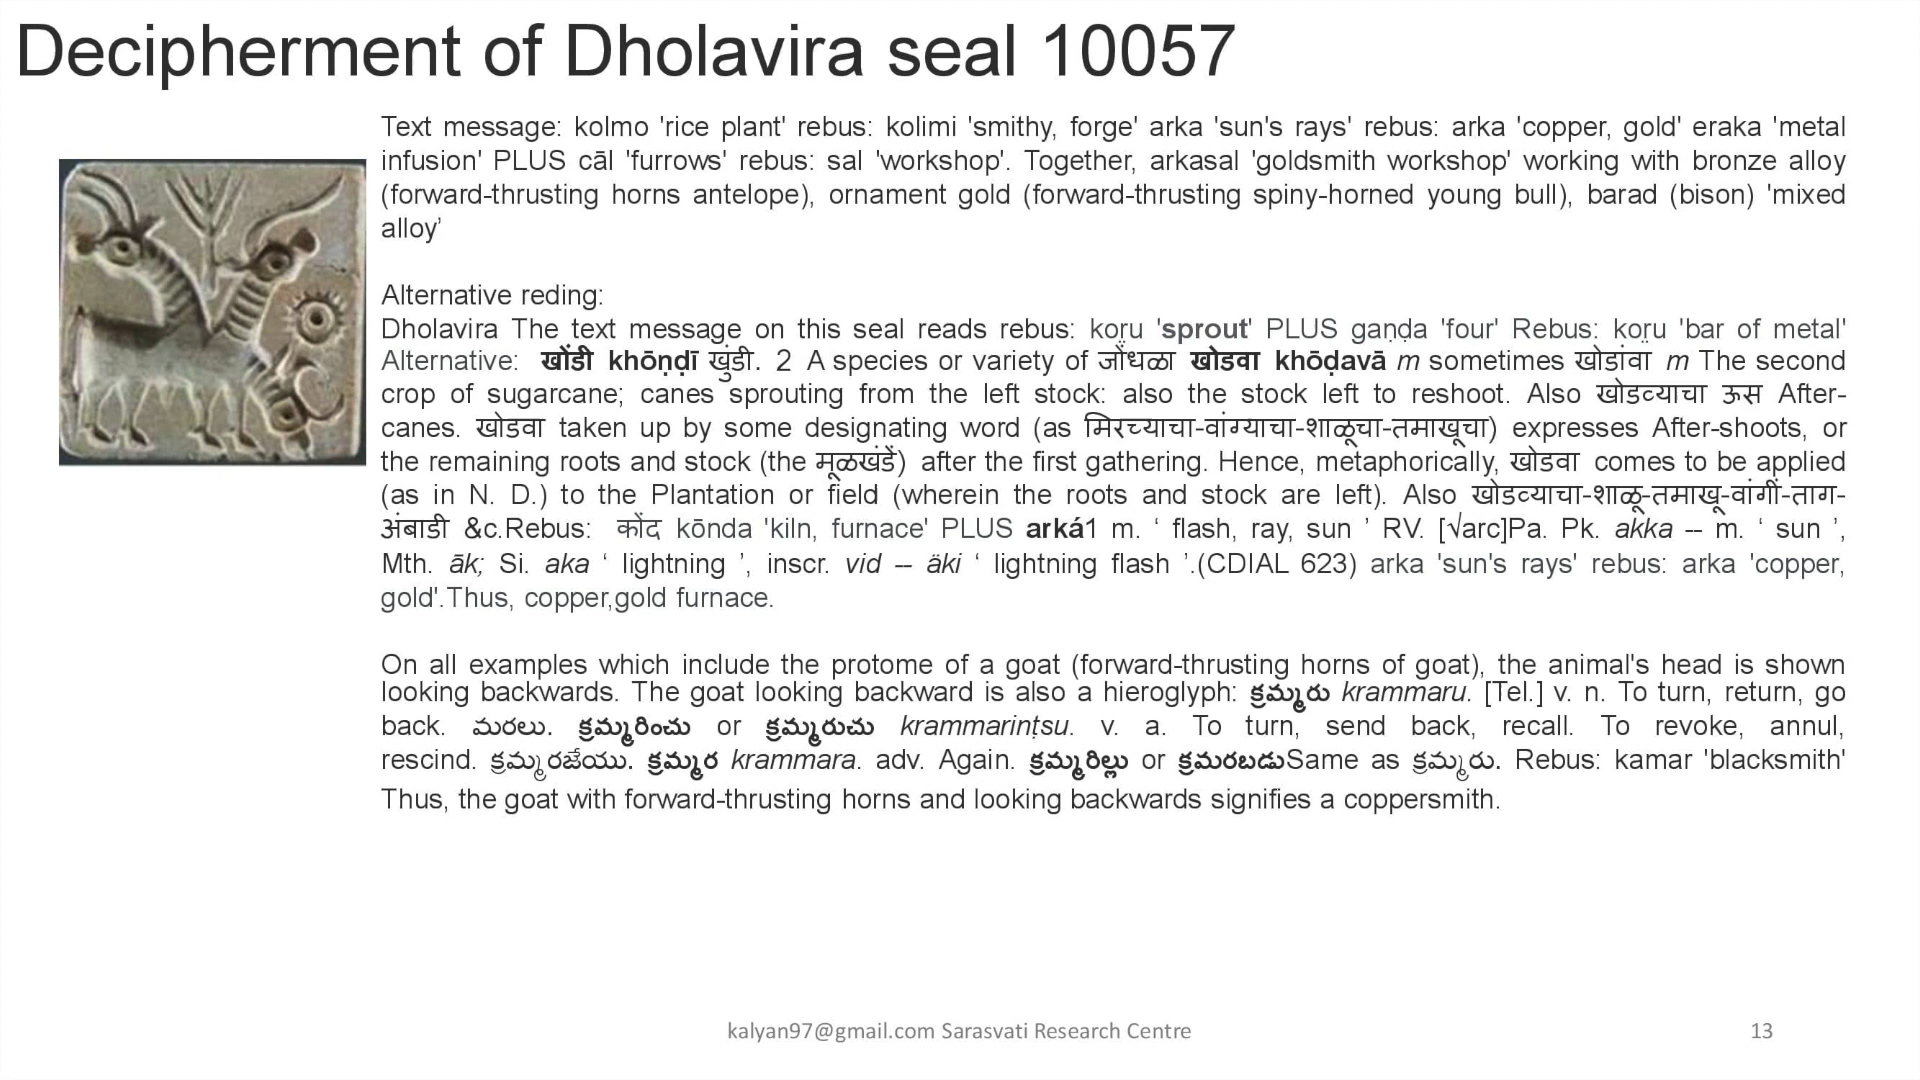 Decipherment of Dholavira seal 10057
Text message: kolmo 'rice plant' rebus: kolimi 'smithy, forge' arka 'sun's rays' rebus: arka 'copper, gold' eraka 'metal
infusion' PLUS cāl 'furrows' rebus: sal 'workshop'. Together, arkasal 'goldsmith workshop' working with bronze alloy
(forward-thrusting horns antelope), ornament gold (forward-thrusting spiny-horned young bull), barad (bison) 'mixed
alloy’
Alternative reding:
Dholavira The text message on this seal reads rebus: koṟu 'sprout' PLUS gaṇḍa 'four' Rebus: koṟu 'bar of metal'
Alternative: खोंडी khōṇḍī खुंडी. 2 A species or variety of जोंधळा खोडवा khōḍavā m sometimes खोडांवा m The second
crop of sugarcane; canes sprouting from the left stock: also the stock left to reshoot. Also खोडव्याचा ऊस After-
canes. खोडवा taken up by some designating word (as मिरच्याचा-वांग्याचा-शाळूचा-तमाखूचा) expresses After-shoots, or
the remaining roots and stock (the मूळखंडें) after the first gathering. Hence, metaphorically, खोडवा comes to be applied
(as in N. D.) to the Plantation or field (wherein the roots and stock are left). Also खोडव्याचा-शाळू-तमाखू-वांगीं-ताग-
अंबाडी &c.Rebus: कोंद kōnda 'kiln, furnace' PLUS arká1 m. ‘ flash, ray, sun ’ RV. [√arc]Pa. Pk. akka -- m. ‘ sun ’,
Mth. āk; Si. aka ‘ lightning ’, inscr. vid -- äki ‘ lightning flash ’.(CDIAL 623) arka 'sun's rays' rebus: arka 'copper,
gold'.Thus, copper,gold furnace.
On all examples which include the protome of a goat (forward-thrusting horns of goat), the animal's head is shown
looking backwards. The goat looking backward is also a hieroglyph: క్రమ్మరు krammaru. [Tel.] v. n. To turn, return, go
back. మరలు. క్రమ్మరించు or క్రమ్మరుచు krammarinṭsu. v. a. To turn, send back, recall. To revoke, annul,
rescind. క్రమ్మరజేయు. క్రమ్మర krammara. adv. Again. క్రమ్మరిల్లు or క్రమరబడుSame as క్రమ్మరు. Rebus: kamar 'blacksmith'
Thus, the goat with forward-thrusting horns and looking backwards signifies a coppersmith.
kalyan97@gmail.com Sarasvati Research Centre
13